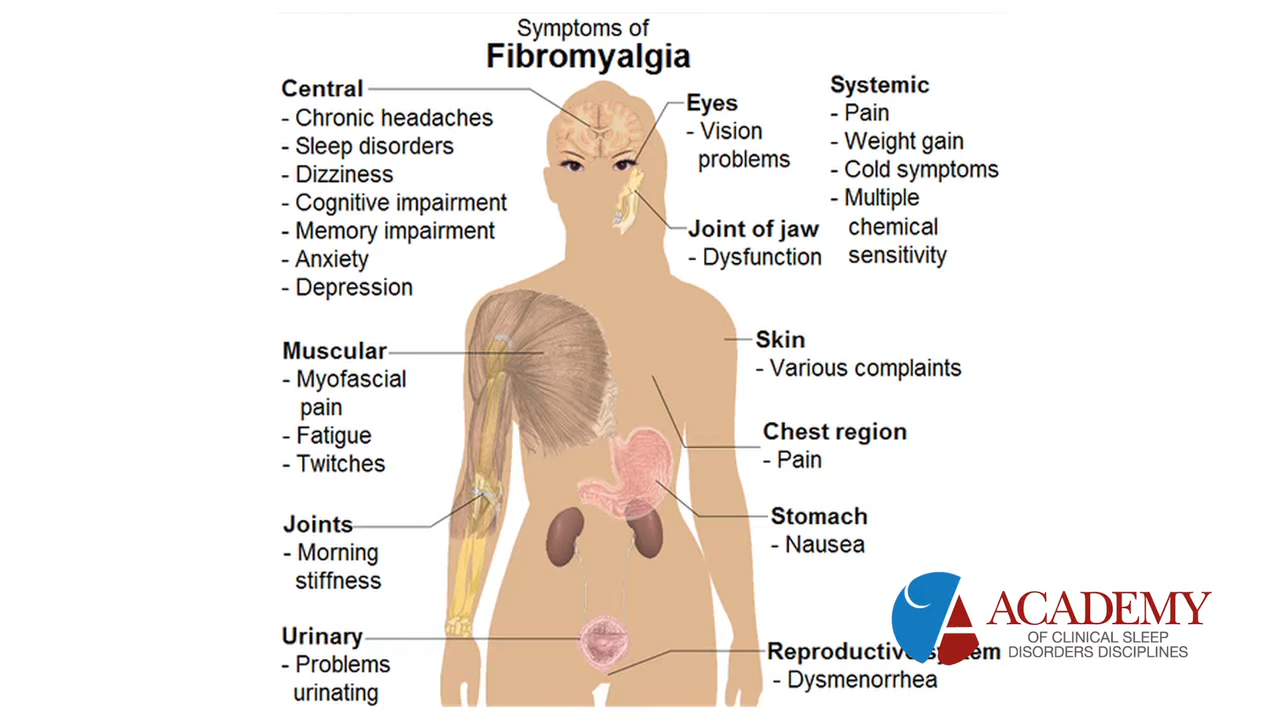 Symptoms of
Fibromyalgia
Central
- Chronic headaches
- Sleep disorders
- Dizziness
- Cognitive impairment
- Memory impairment
- Anxiety
- Depression
Eyes
- Vision
problems
Systemic
- Pain
- Weight gain
- Cold symptoms
- Multiple
chemical
sensitivity
Joint of jaw
- Dysfunction
Muscular
- Myofascial
pain
- Fatigue
- Twitches
Skin
- Various complaints
Chest region
- Pain
Joints
- Morning
stiffness
Stomach
- Nausea
Urinary
- Problems
urinating
Reproductive system
- Dysmenorrhea
ACADEMY
OF CLINICAL SLEEP
DISORDERS DISCIPLINES